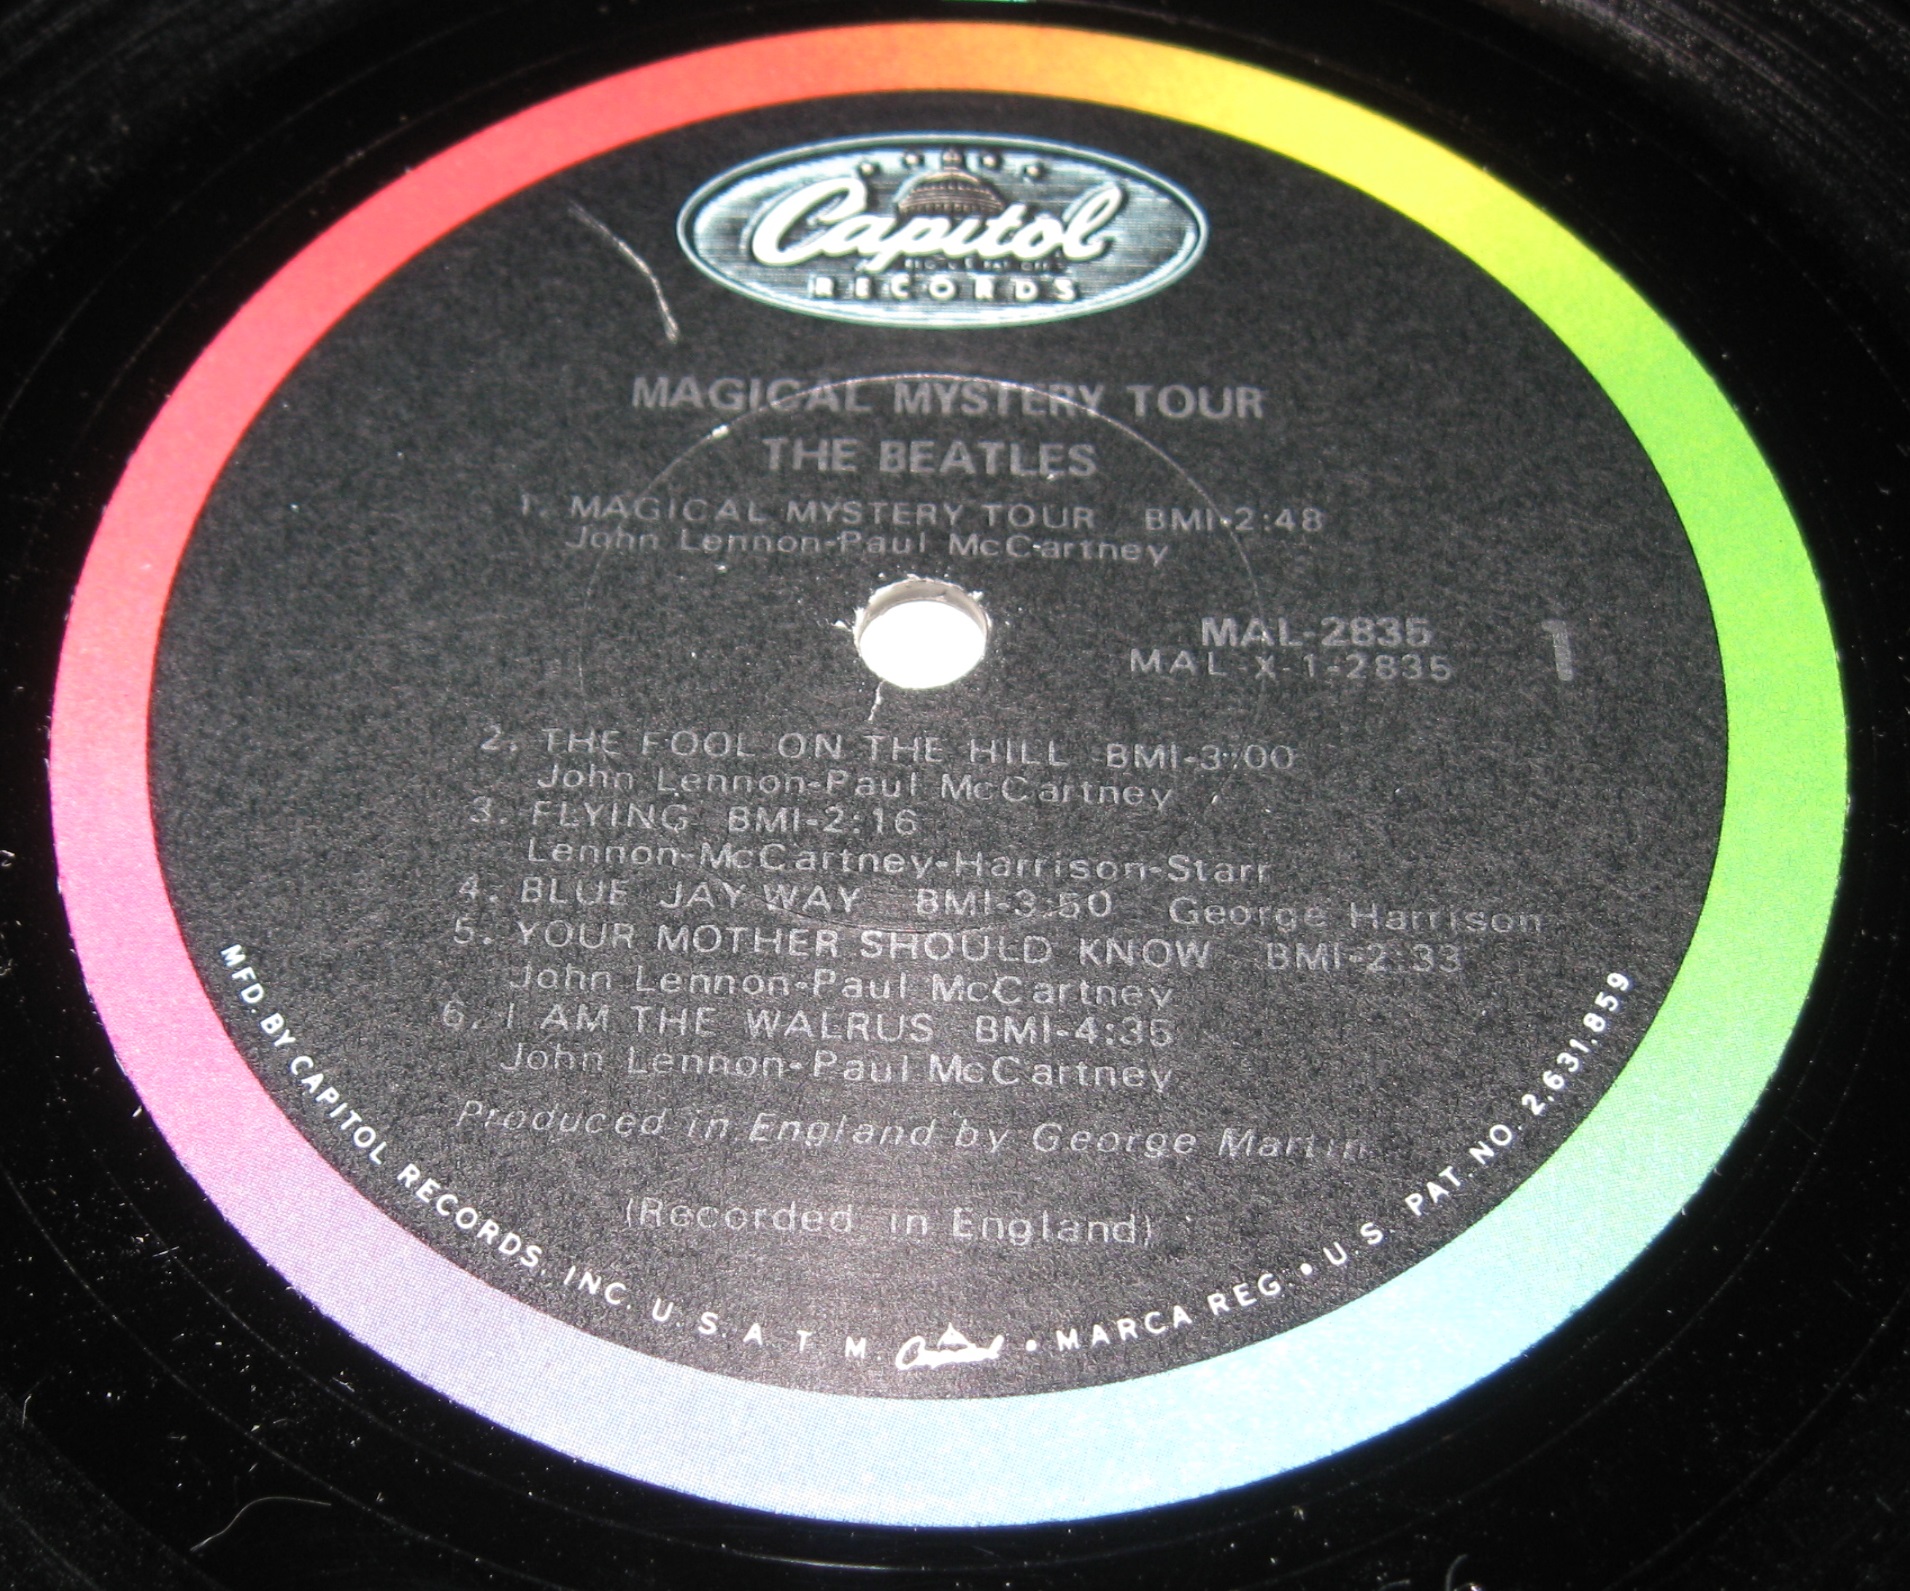 Capitol
RECORDS
MAGICAL MYSTERY TOUR
THE BEATLES
1. MAGICAL MYSTERY TOUR BMI-2:48
John Lennon-Paul McCartney
MAL-2835
MAL-X-1-2835
1
2. THE FOOL ON THE HILL BMI-3:00
John Lennon-Paul McCartney
3. FLYING BMI-2:16
Lennon-McCartney-Harrison-Starr
4. BLUE JAY WAY BMI-3:50 George Harrison
5. YOUR MOTHER SHOULD KNOW BMI-2:33
John Lennon-Paul McCartney
6. I AM THE WALRUS BMI-4:35
John Lennon-Paul McCartney
Produced in England by George Martin
(Recorded in England)
MFD. BY CAPITOL RECORDS, INC. U.S.A. T.M. Capitol • MARCA REG. • U.S. PAT. NO. 2,631,859